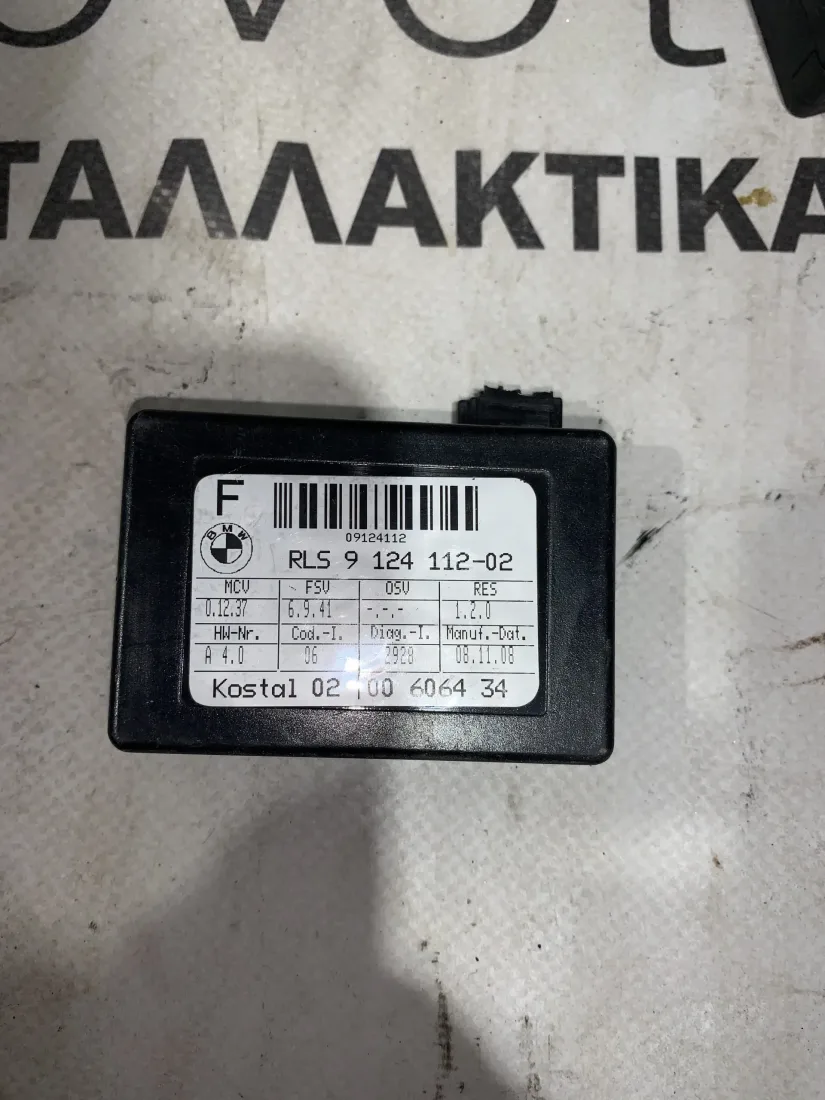 ΤΑΛΛΑΚΤΙΚΑ
F
09124112
BMW
RLS 9 124 112-02
MCV FSV OSV RES
0.12.37 6.9.41 -.-.- 1.2.0
HW-Nr. Cod.-I. Diag.-I. Manut.-Dat.
A 4.0 06 2928 08.11.08
Kostal 02 00 6064 34